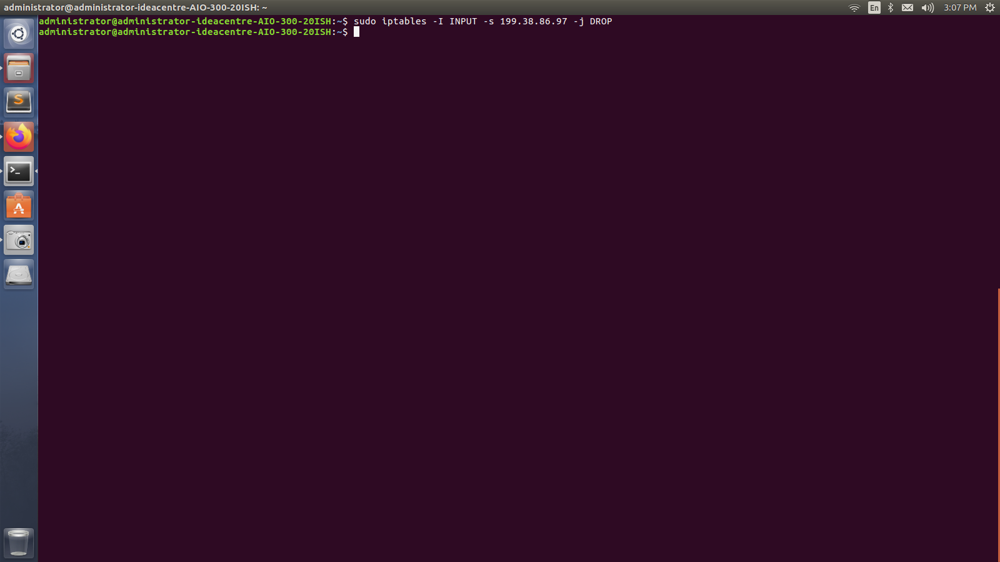 administrator@administrator-ideacentre-AIO-300-20ISH: ~
En
3:07 PM
administrator@administrator-ideacentre-AIO-300-20ISH:~$ sudo iptables -I INPUT -s 199.38.86.97 -j DROP
administrator@administrator-ideacentre-AIO-300-20ISH:~$